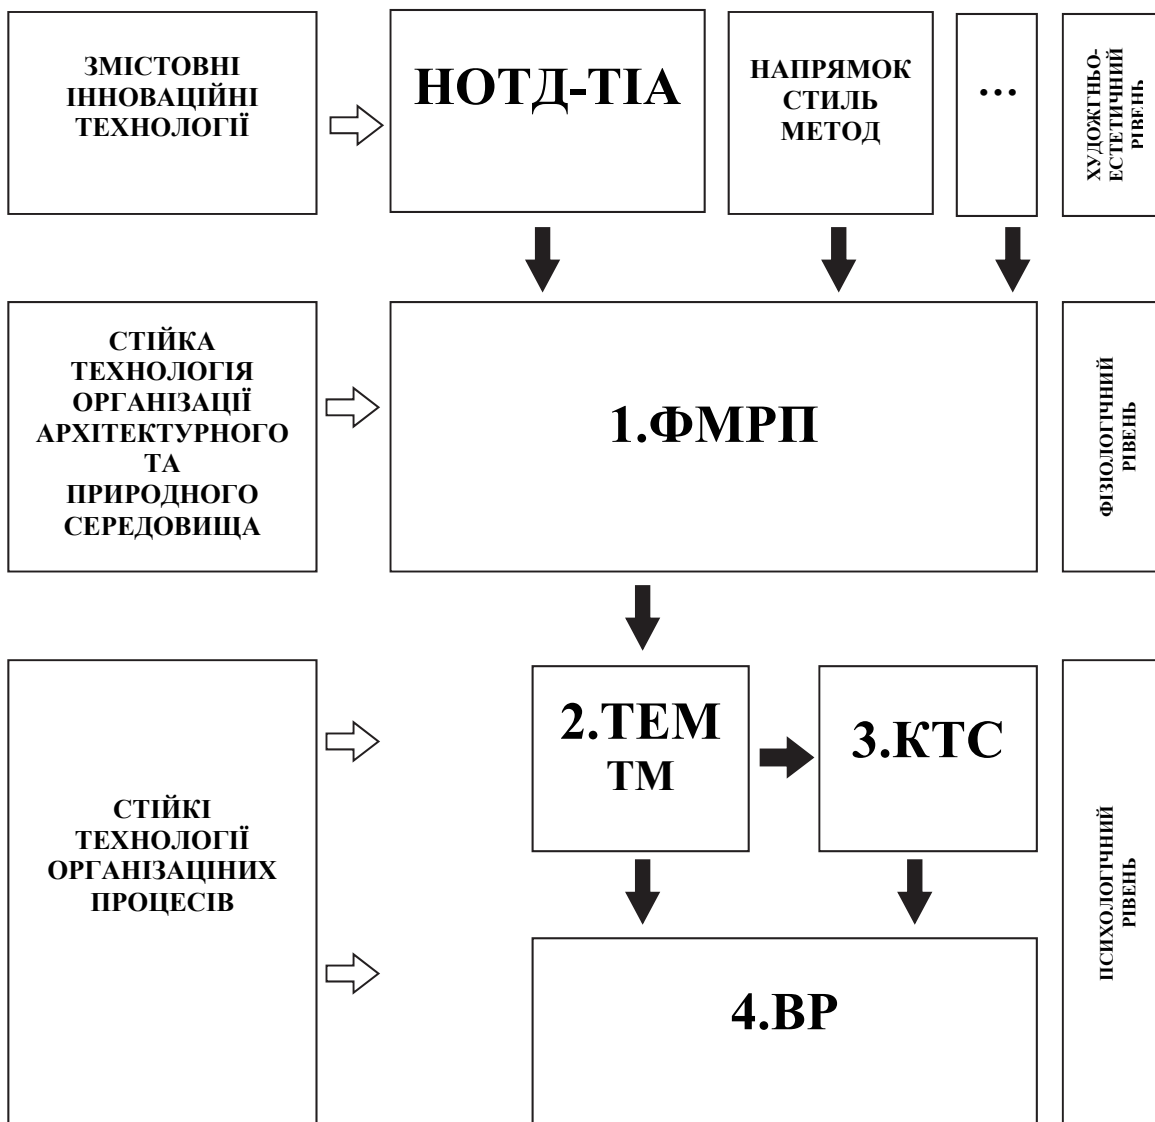 ЗМІСТОВНІ
ІННОВАЦІЙНІ
ТЕХНОЛОГІЇ
НОТД-ТІА
НАПРЯМОК
СТИЛЬ
МЕТОД
...
ХУДОЖГНЬО-
ЕСТЕТИЧНИЙ
РІВЕНЬ
СТІЙКА
ТЕХНОЛОГІЯ
ОРГАНІЗАЦІЇ
АРХІТЕКТУРНОГО
ТА
ПРИРОДНОГО
СЕРЕДОВИЩА
1.ФМРП
ФІЗІОЛОГІЧНИЙ
РІВЕНЬ
СТІЙКІ
ТЕХНОЛОГІЇ
ОРГАНІЗАЦІНИХ
ПРОЦЕСІВ
2.ТЕМ
ТМ
3.КТС
4.ВР
ПСИХОЛОГІЧНИЙ
РІВЕНЬ